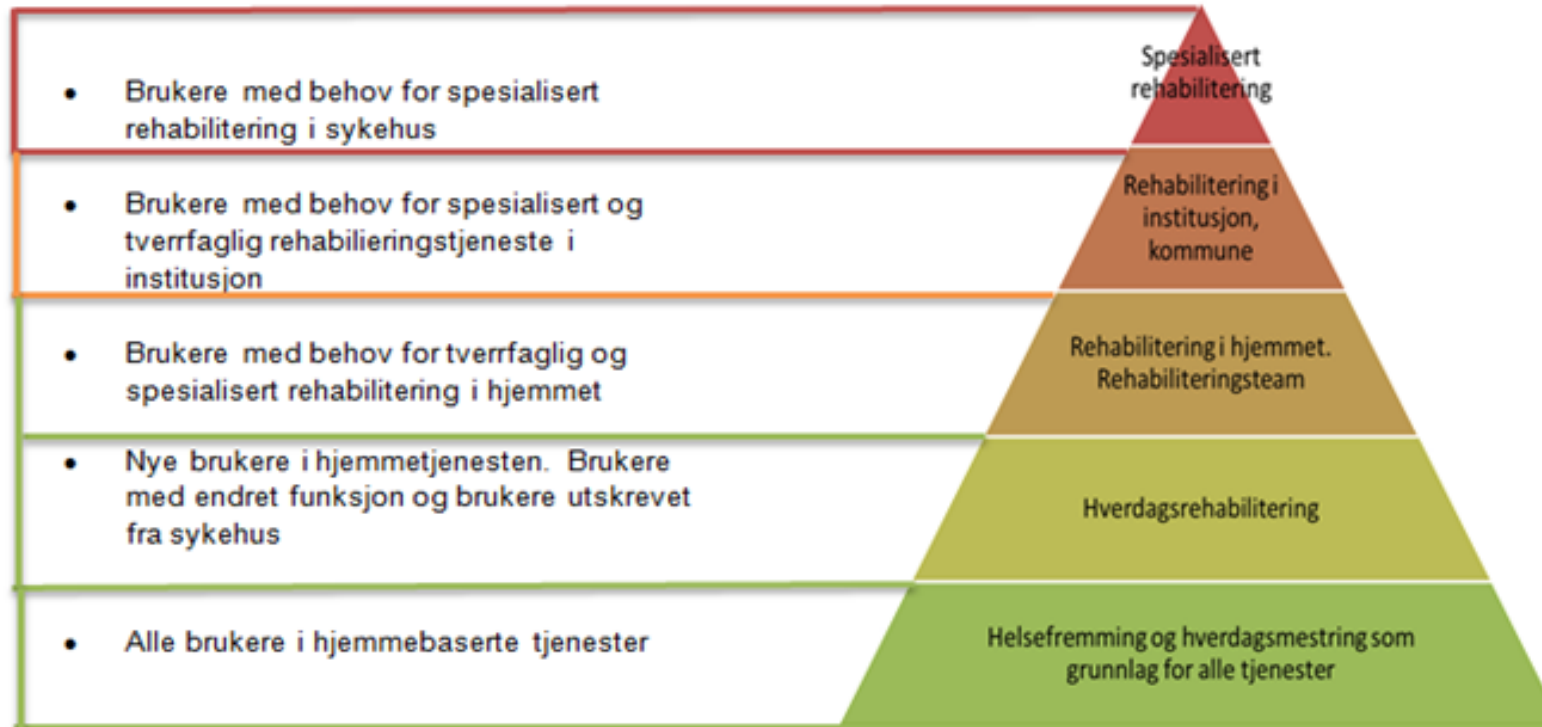 Spesialisert
rehabilitering
• Brukere med behov for spesialisert
rehabilitering i sykehus
Rehabilitering i
institusjon,
kommune
• Brukere med behov for spesialisert og
tverrfaglig rehabilieringstjeneste i
institusjon
Rehabilitering i hjemmet.
Rehabiliteringsteam
• Brukere med behov for tverrfaglig og
spesialisert rehabilitering i hjemmet
• Nye brukere i hjemmetjenesten. Brukere
med endret funksjon og brukere utskrevet
fra sykehus
Hverdagsrehabilitering
• Alle brukere i hjemmebaserte tjenester
Helsefremming og hverdagsmestring som
grunnlag for alle tjenester